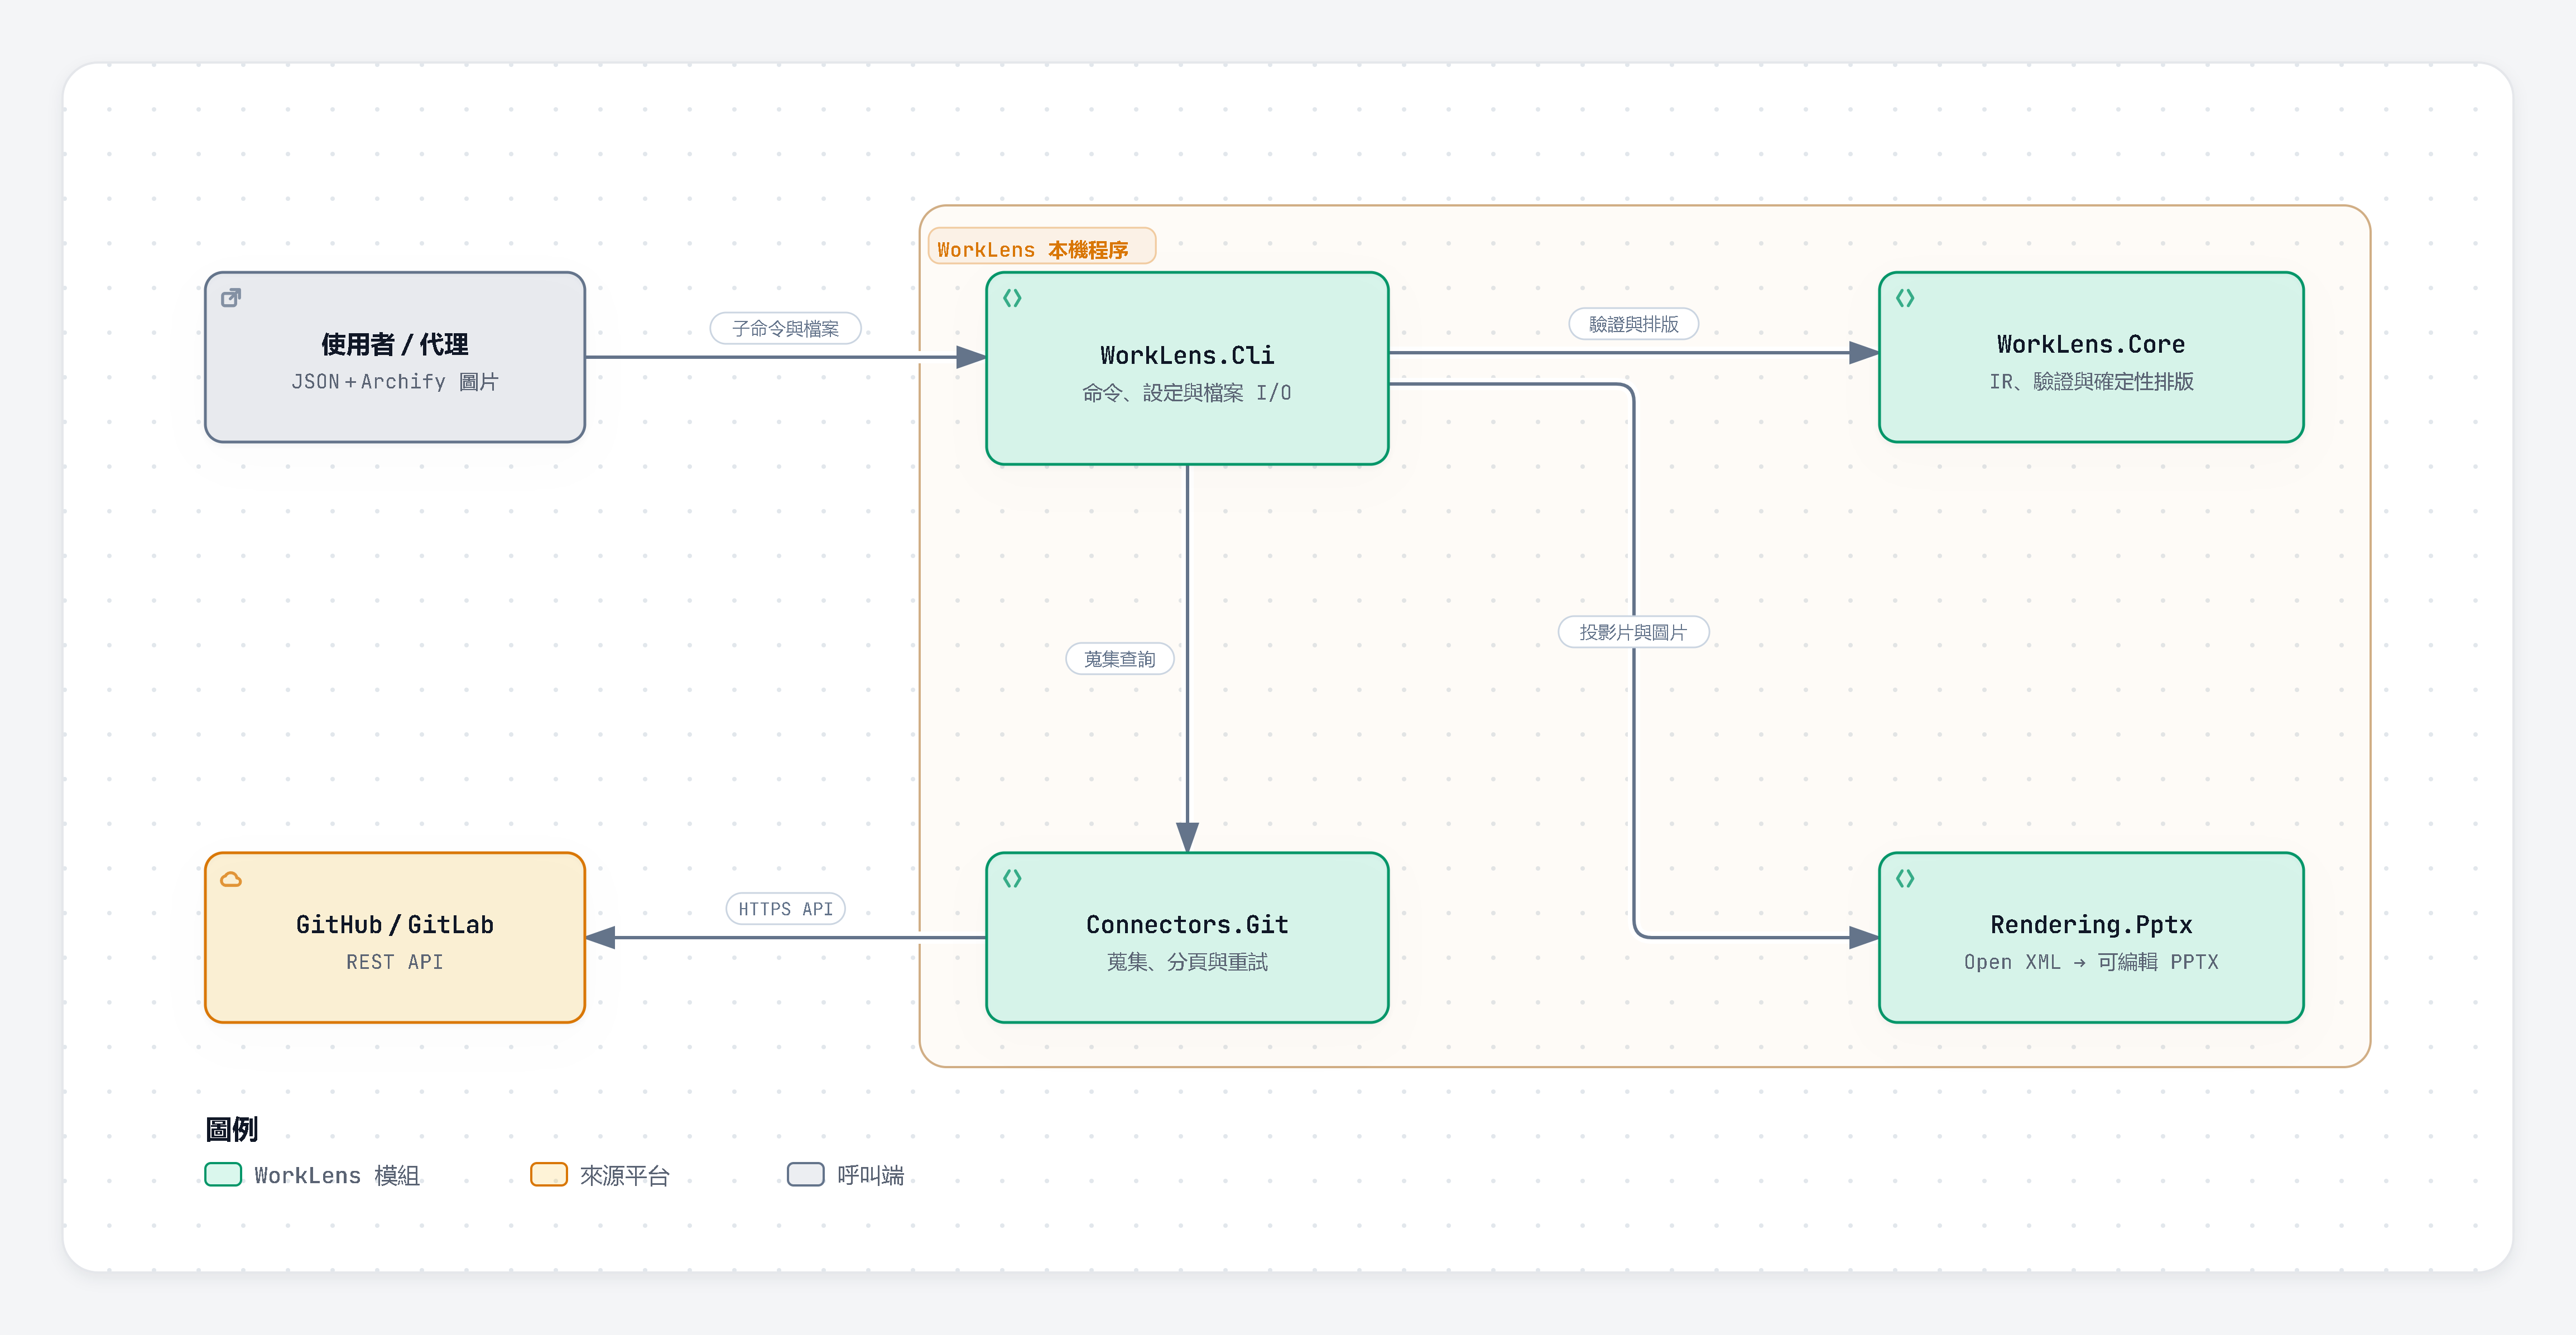 WorkLens 本機程序
使用者 / 代理
JSON + Archify 圖片
子命令與檔案
WorkLens.Cli
命令、設定與檔案 I/O
驗證與排版
WorkLens.Core
IR、驗證與確定性排版
蒐集查詢
投影片與圖片
GitHub / GitLab
REST API
HTTPS API
Connectors.Git
蒐集、分頁與重試
Rendering.Pptx
Open XML → 可編輯 PPTX
圖例
WorkLens 模組
來源平台
呼叫端